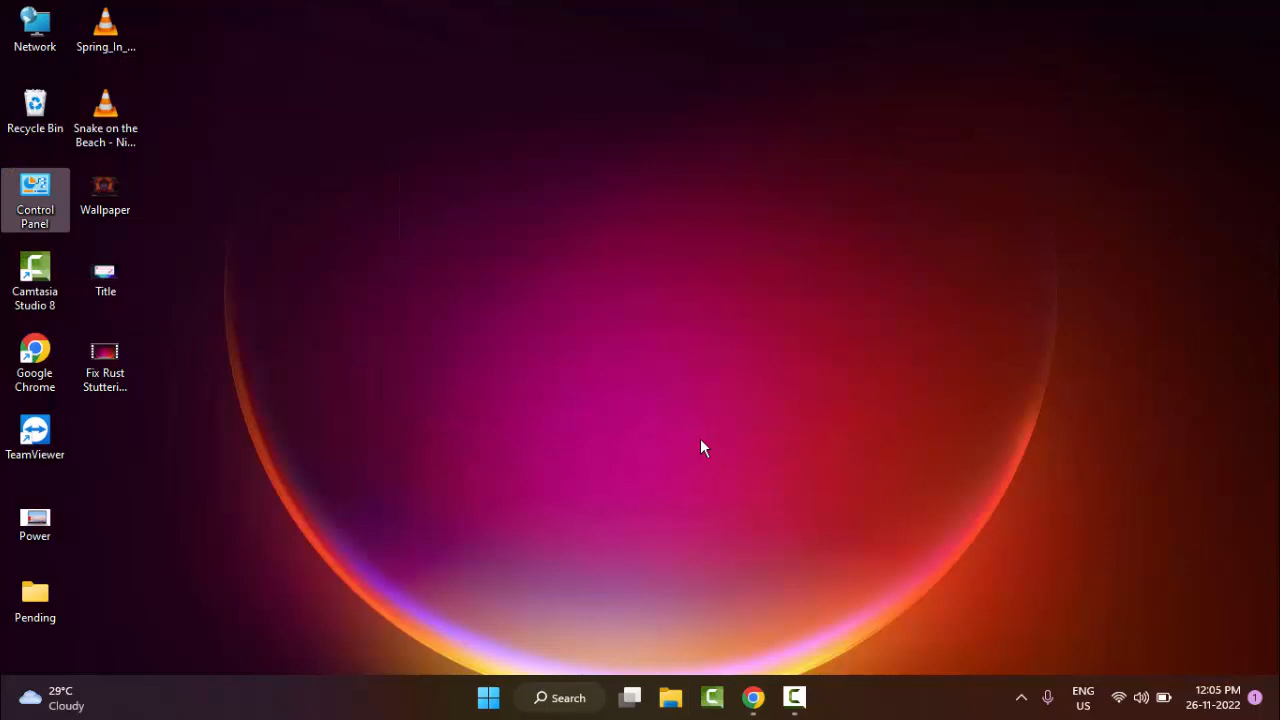 Network
Spring_In_...
Recycle Bin
Snake on the
Beach - Ni...
Control
Panel
Wallpaper
Camtasia
Studio 8
Title
Google
Chrome
Fix Rust
Stutteri...
TeamViewer
Power
Pending
29°C
Cloudy
Search
ENG
US
12:05 PM
26-11-2022
1